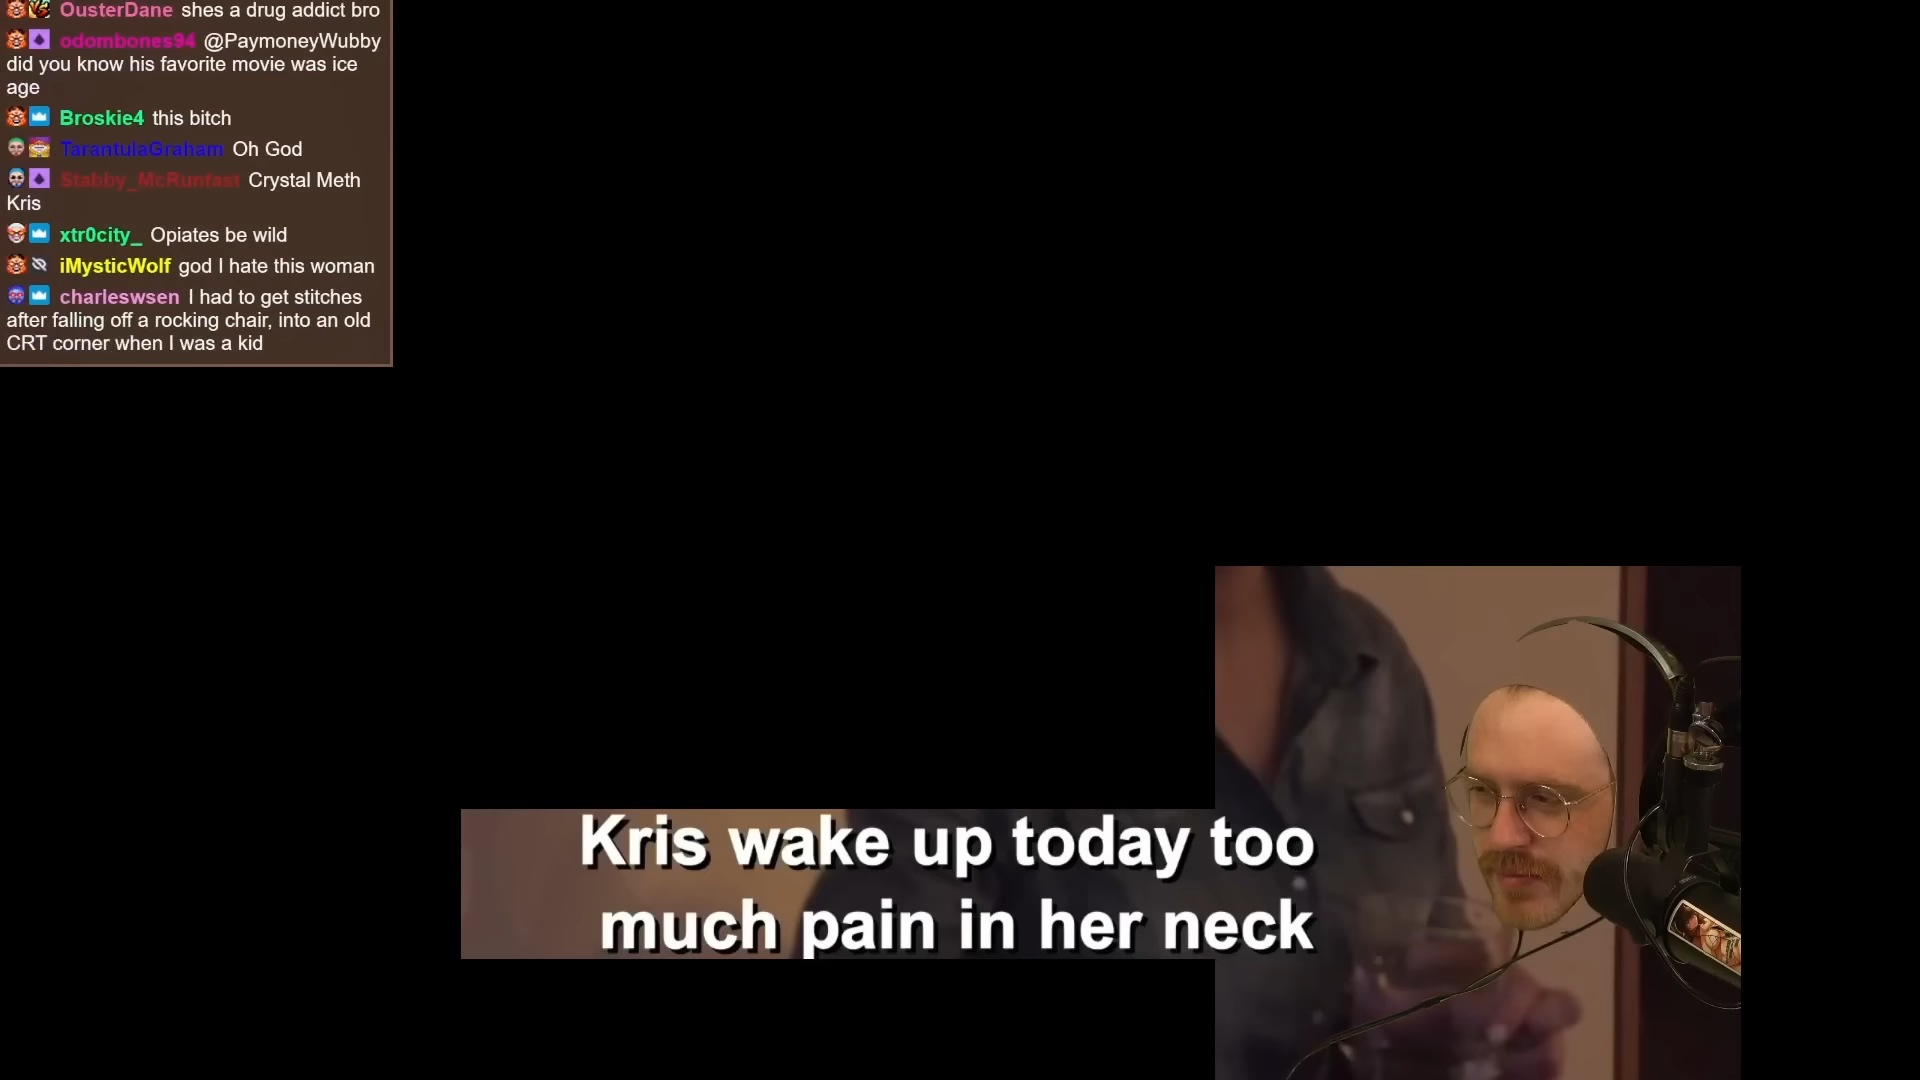 OusterDane shes a drug addict bro
odombones94 @PaymoneyWubby
did you know his favorite movie was ice
age
Broskie4 this bitch
TarantulaGraham Oh God
Stabby_McRunfast Crystal Meth
Kris
xtr0city_ Opiates be wild
iMysticWolf god I hate this woman
charleswsen I had to get stitches
after falling off a rocking chair, into an old
CRT corner when I was a kid
Kris wake up today too
much pain in her neck